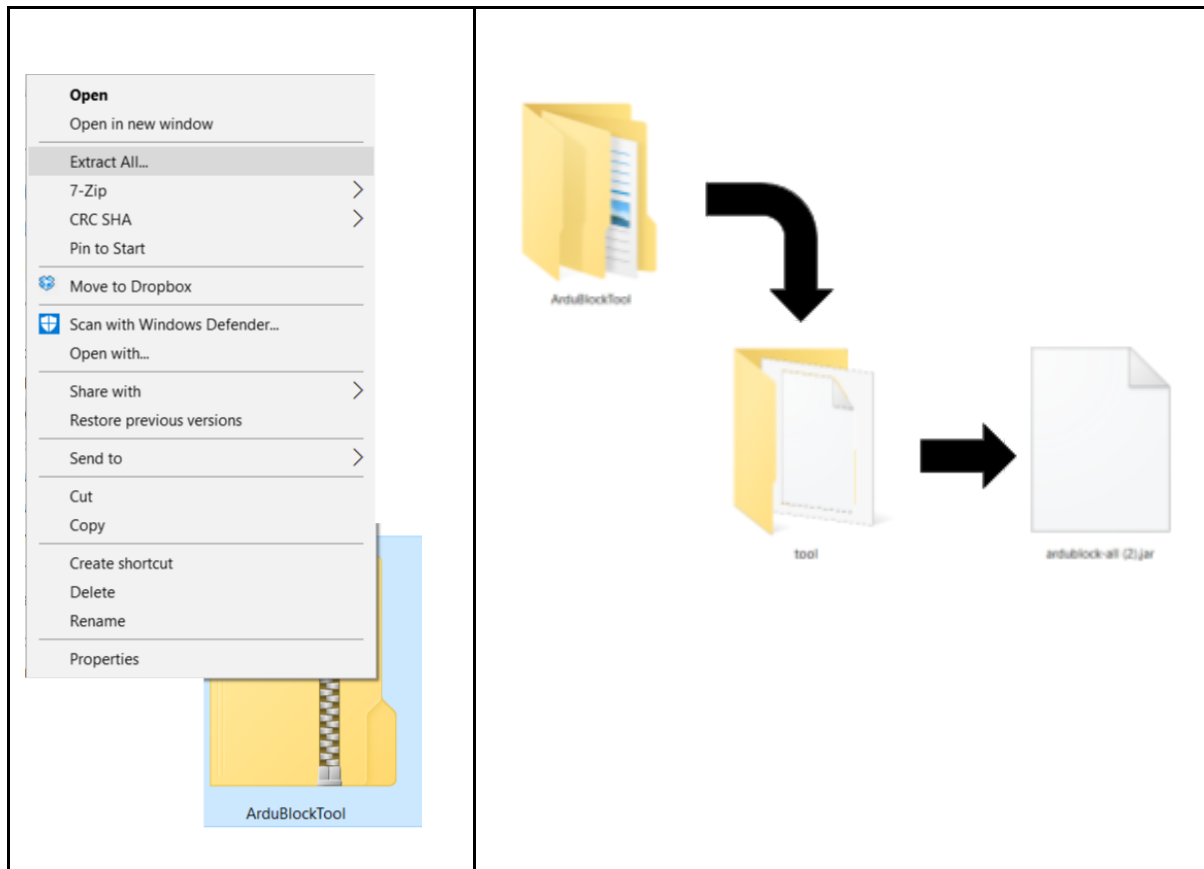 Open
Open in new window
Extract All...
7-Zip
CRC SHA
Pin to Start
Move to Dropbox
Scan with Windows Defender...
Open with...
Share with
Restore previous versions
Send to
Cut
Copy
Create shortcut
Delete
Rename
Properties
ArduBlockTool
ArduBlockTool
tool
ardublock-all (2).jar